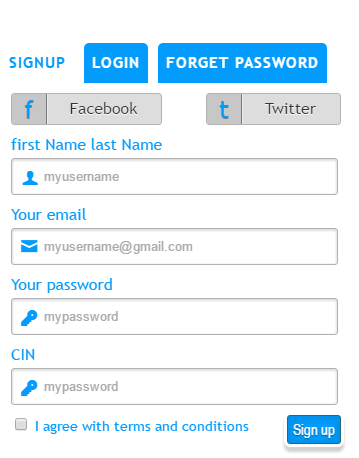 SIGNUP LOGIN FORGET PASSWORD
f Facebook t Twitter
first Name last Name
myusername
Your email
myusername@gmail.com
Your password
mypassword
CIN
mypassword
I agree with terms and conditions Sign up